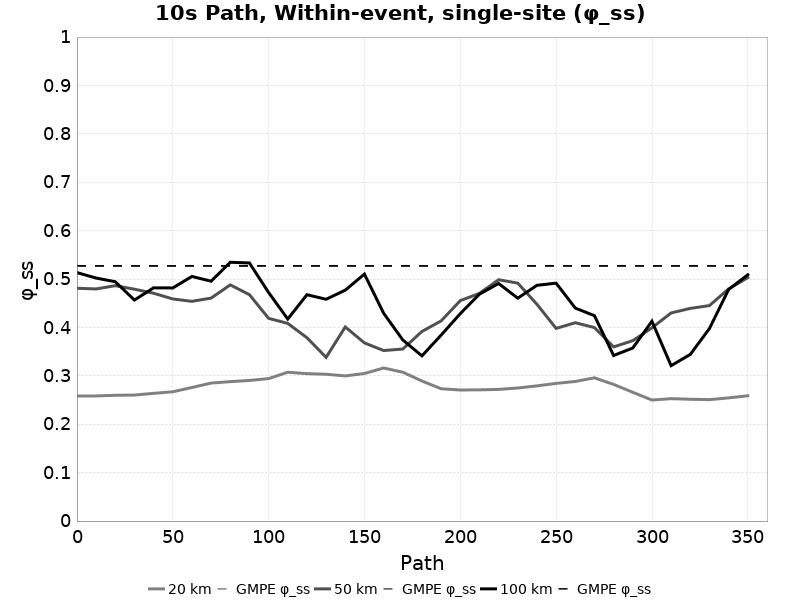 10s Path, Within-event, single-site (φ_ss)
1
0.9
0.8
0.7
0.6
0.5
0.4
0.3
0.2
0.1
0
φ_ss
0 50 100 150 200 250 300 350
Path
20 km GMPE φ_ss 50 km GMPE φ_ss 100 km GMPE φ_ss